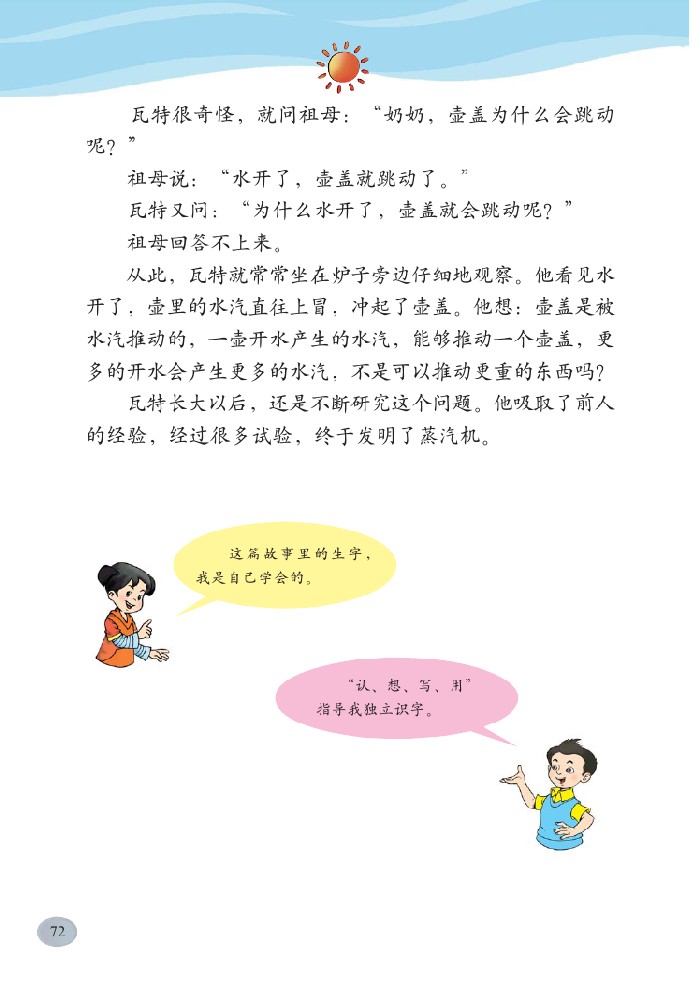 瓦特很奇怪，就问祖母：“奶奶，壶盖为什么会跳动
呢？”
祖母说：“水开了，壶盖就跳动了。”
瓦特又问：“为什么水开了，壶盖就会跳动呢？”
祖母回答不上来。
从此，瓦特就常常坐在炉子旁边仔细地观察。他看见水
开了，壶里的水汽直往上冒，冲起了壶盖。他想：壶盖是被
水汽推动的，一壶开水产生的水汽，能够推动一个壶盖，更
多的开水会产生更多的水汽，不是可以推动更重的东西吗？
瓦特长大以后，还是不断研究这个问题。他吸取了前人
的经验，经过很多试验，终于发明了蒸汽机。
这篇故事里的生字，
我是自己学会的。
“认、想、写、用”
指导我独立识字。
72